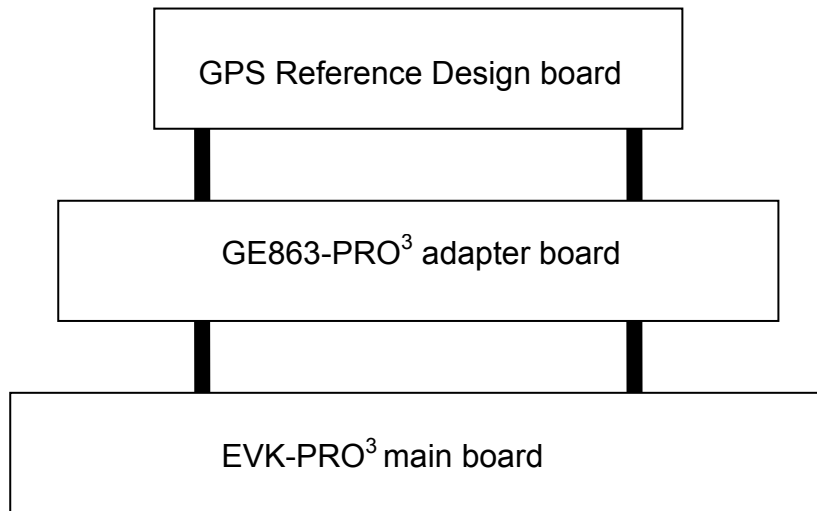 GPS Reference Design board
GE863-PRO³ adapter board
EVK-PRO³ main board